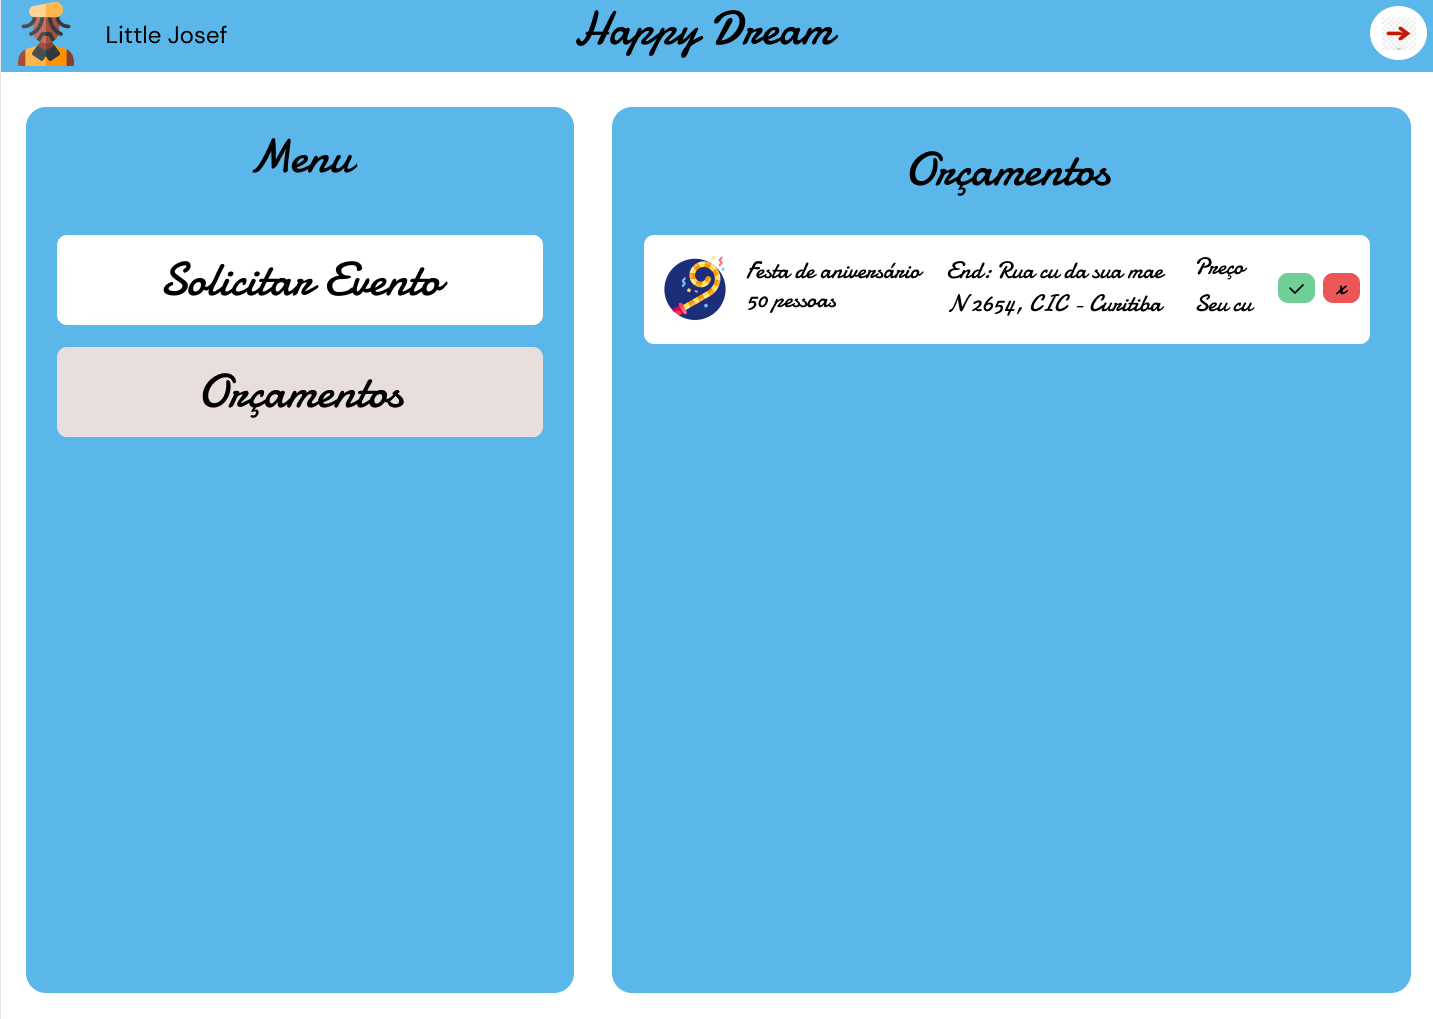 Little Josef
Happy Dream
Menu
Solicitar Evento
Orçamentos
Orçamentos
Festa de aniversário
50 pessoas
End: Rua cu da sua mae
N 2654, CIC - Curitiba
Preço
Seu cu
x